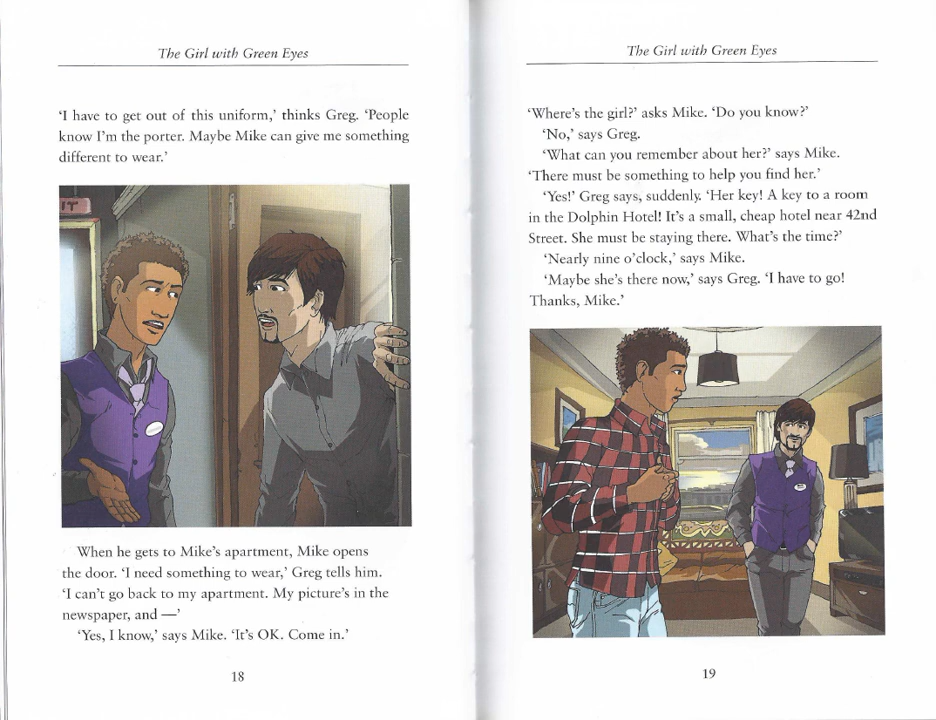 The Girl with Green Eyes
‘I have to get out of this uniform,’ thinks Greg. ‘People
know I’m the porter. Maybe Mike can give me something
different to wear.’
IT
When he gets to Mike’s apartment, Mike opens
the door. ‘I need something to wear,’ Greg tells him.
‘I can’t go back to my apartment. My picture’s in the
newspaper, and —’
‘Yes, I know,’ says Mike. ‘It’s OK. Come in.’
18
The Girl with Green Eyes
‘Where’s the girl?’ asks Mike. ‘Do you know?’
‘No,’ says Greg.
‘What can you remember about her?’ says Mike.
‘There must be something to help you find her.’
‘Yes!’ Greg says, suddenly. ‘Her key! A key to a room
in the Dolphin Hotel! It’s a small, cheap hotel near 42nd
Street. She must be staying there. What’s the time?’
‘Nearly nine o’clock,’ says Mike.
‘Maybe she’s there now,’ says Greg. ‘I have to go!
Thanks, Mike.’
19